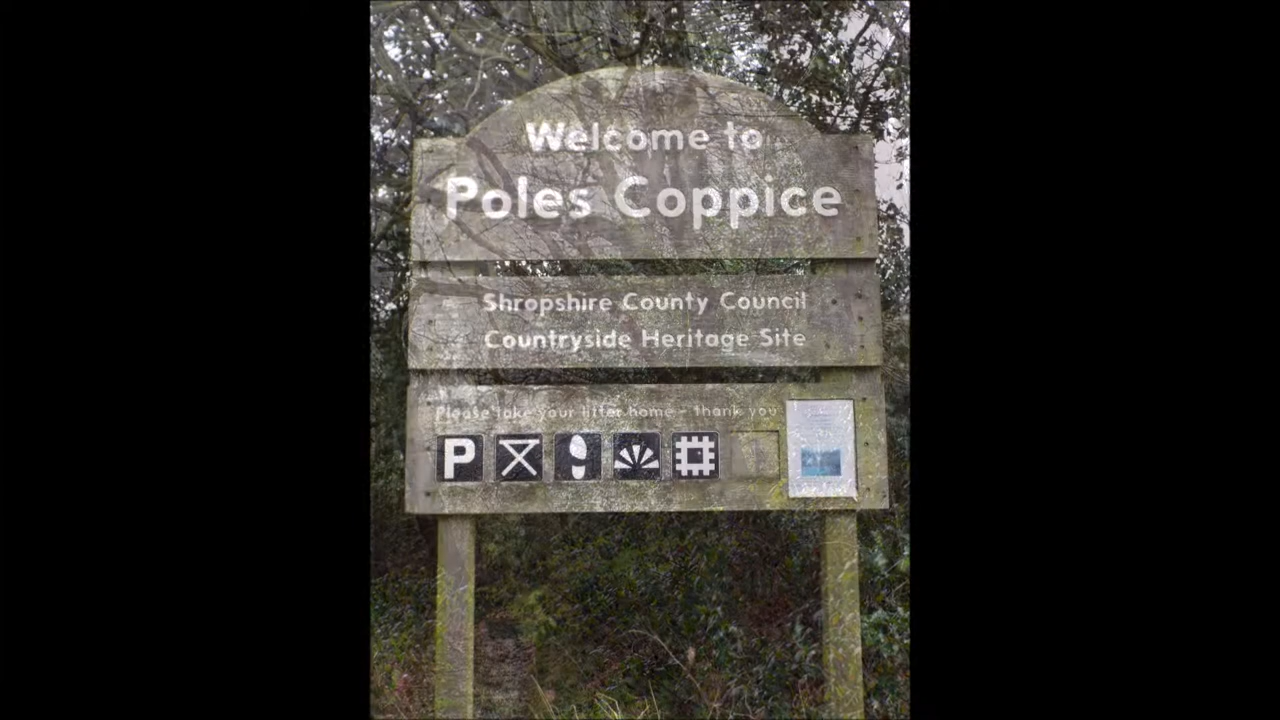 Welcome to
Poles Coppice
Shropshire County Council
Countryside Heritage Site
Please take your litter home - thank you
P